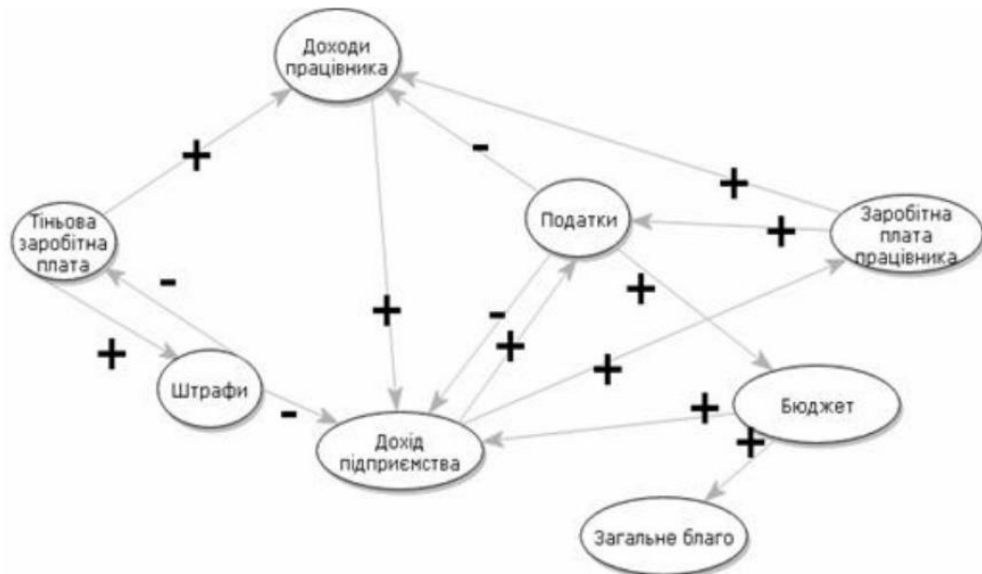 Доходи
працівника
+
-
+
Тіньова
заробітна
плата
Податки
+
Заробітна
плата
працівника
-
+
+
-
+
+
+
Штрафи
-
Дохід
підприємства
+
+
Бюджет
Загальне благо